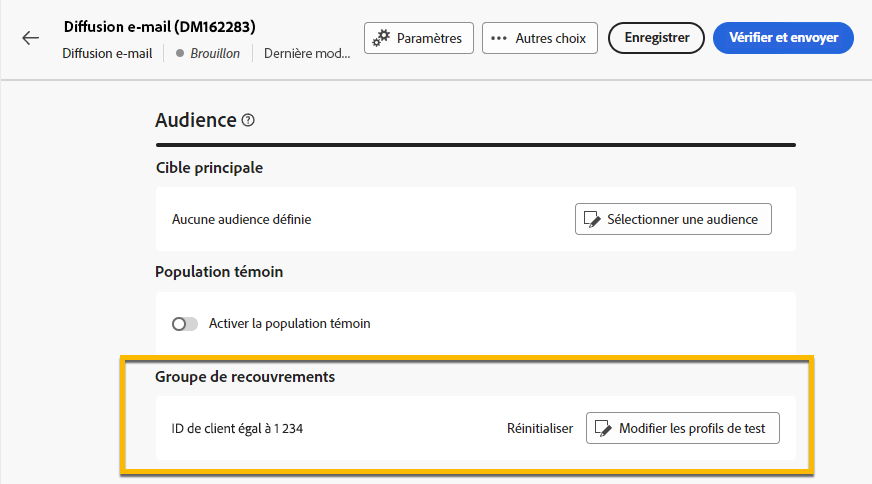 Diffusion e-mail (DM162283)
Diffusion e-mail Brouillon Dernière mod...
Paramètres
Autres choix
Enregistrer
Vérifier et envoyer
Audience
Cible principale
Aucune audience définie
Sélectionner une audience
Population témoin
Activer la population témoin
Groupe de recouvrements
ID de client égal à 1 234
Réinitialiser
Modifier les profils de test